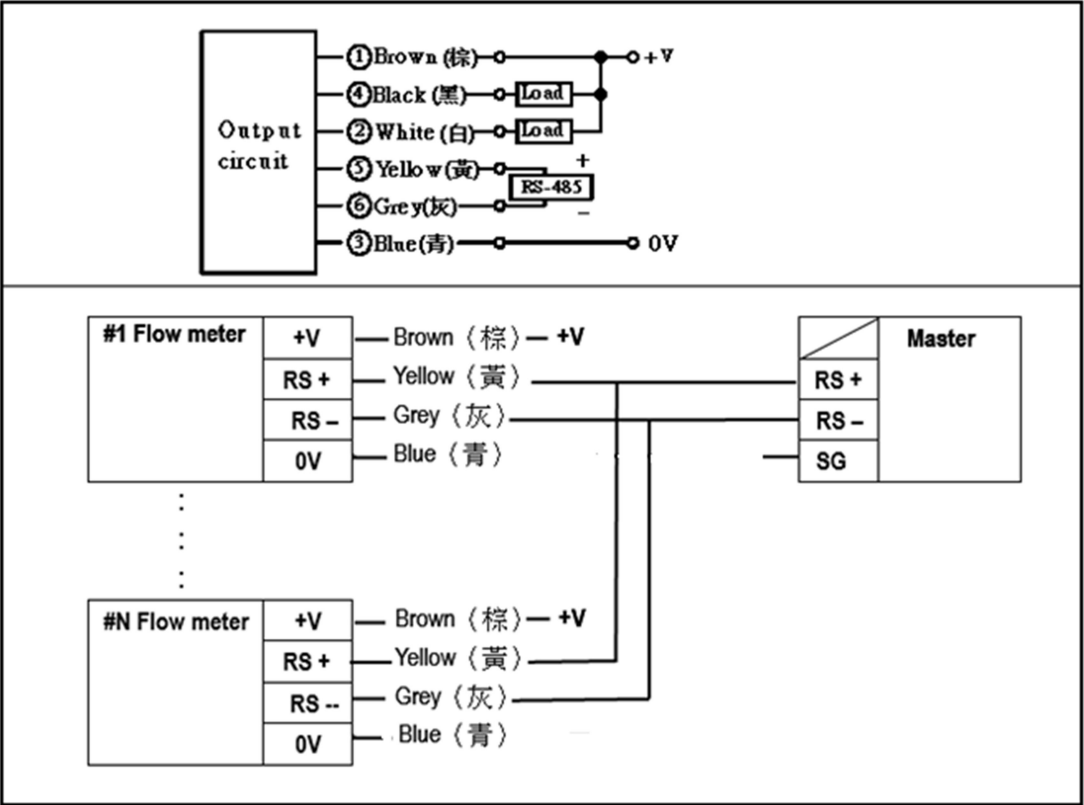 ①Brown (棕) +V
④Black (黑) Load
Output circuit
②White (白) Load
⑤Yellow(黃) +
RS-485
⑥Grey(灰) −
③Blue(青) 0V
#1 Flow meter +V Brown (棕) +V
RS + Yellow (黃)
RS – Grey (灰)
0V Blue (青)
Master
RS +
RS –
SG
#N Flow meter +V Brown (棕) +V
RS + Yellow (黃)
RS -- Grey (灰)
0V Blue (青)